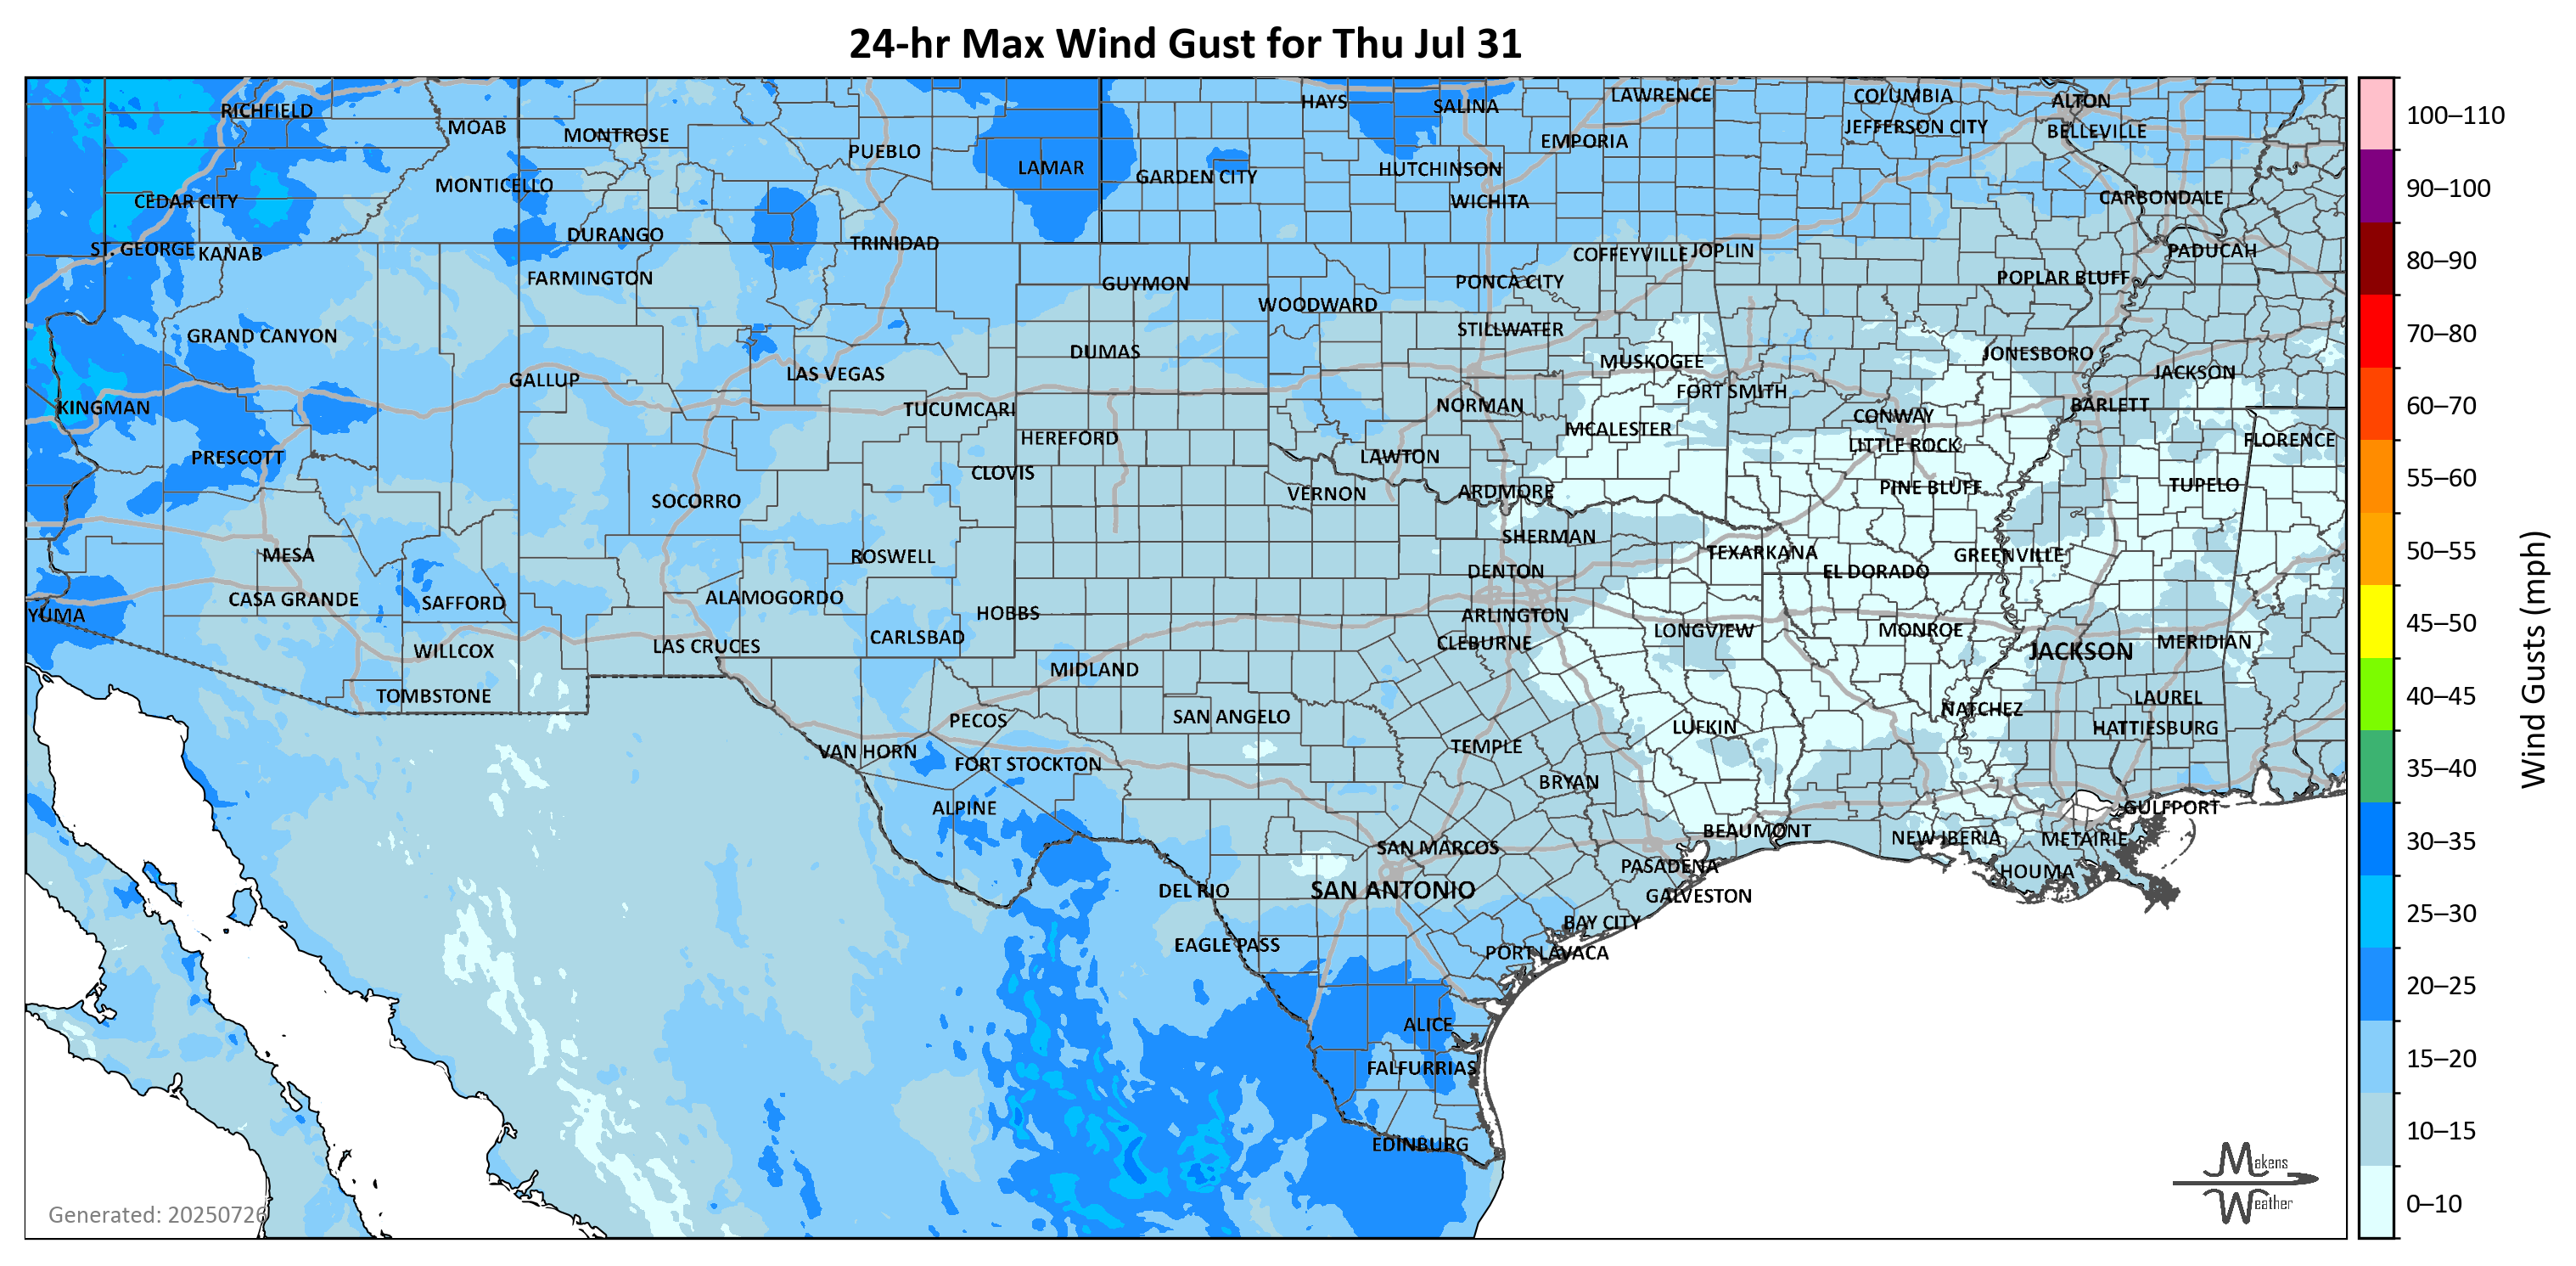 24-hr Max Wind Gust for Thu Jul 31
RICHFIELD
MOAB
MONTROSE
PUEBLO
LAMAR
HAYS
SALINA
LAWRENCE
COLUMBIA
ALTON
EMPORIA
JEFFERSON CITY
BELLEVILLE
GARDEN CITY
HUTCHINSON
MONTICELLO
CEDAR CITY
WICHITA
CARBONDALE
ST. GEORGE
KANAB
DURANGO
TRINIDAD
COFFEYVILLE
JOPLIN
PADUCAH
FARMINGTON
GUYMON
PONCA CITY
POPLAR BLUFF
WOODWARD
GRAND CANYON
STILLWATER
DUMAS
MUSKOGEE
JONESBORO
GALLUP
LAS VEGAS
FORT SMITH
JACKSON
KINGMAN
TUCUMCARI
NORMAN
CONWAY
BARLETT
HEREFORD
MCALESTER
LITTLE ROCK
FLORENCE
PRESCOTT
CLOVIS
LAWTON
SOCORRO
VERNON
ARDMORE
PINE BLUFF
TUPELO
MESA
ROSWELL
SHERMAN
TEXARKANA
GREENVILLE
DENTON
EL DORADO
CASA GRANDE
SAFFORD
ALAMOGORDO
HOBBS
ARLINGTON
YUMA
WILLCOX
LAS CRUCES
CARLSBAD
CLEBURNE
LONGVIEW
MONROE
JACKSON
MERIDIAN
MIDLAND
TOMBSTONE
PECOS
SAN ANGELO
NATCHEZ
LAUREL
LUFKIN
HATTIESBURG
VAN HORN
FORT STOCKTON
TEMPLE
BRYAN
ALPINE
GULFPORT
BEAUMONT
NEW IBERIA
METAIRIE
SAN MARCOS
PASADENA
HOUMA
DEL RIO
SAN ANTONIO
GALVESTON
BAY CITY
EAGLE PASS
PORT LAVACA
ALICE
FALFURRIAS
EDINBURG
Generated: 20250726
Makens
Weather
100–110
90–100
80–90
70–80
60–70
55–60
50–55
45–50
40–45
35–40
30–35
25–30
20–25
15–20
10–15
0–10
Wind Gusts (mph)